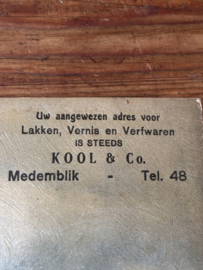 Uw aangewezen adres voor
Lakken, Vernis en Verfwaren
IS STEEDS
KOOL & Co.
Medemblik - Tel. 48